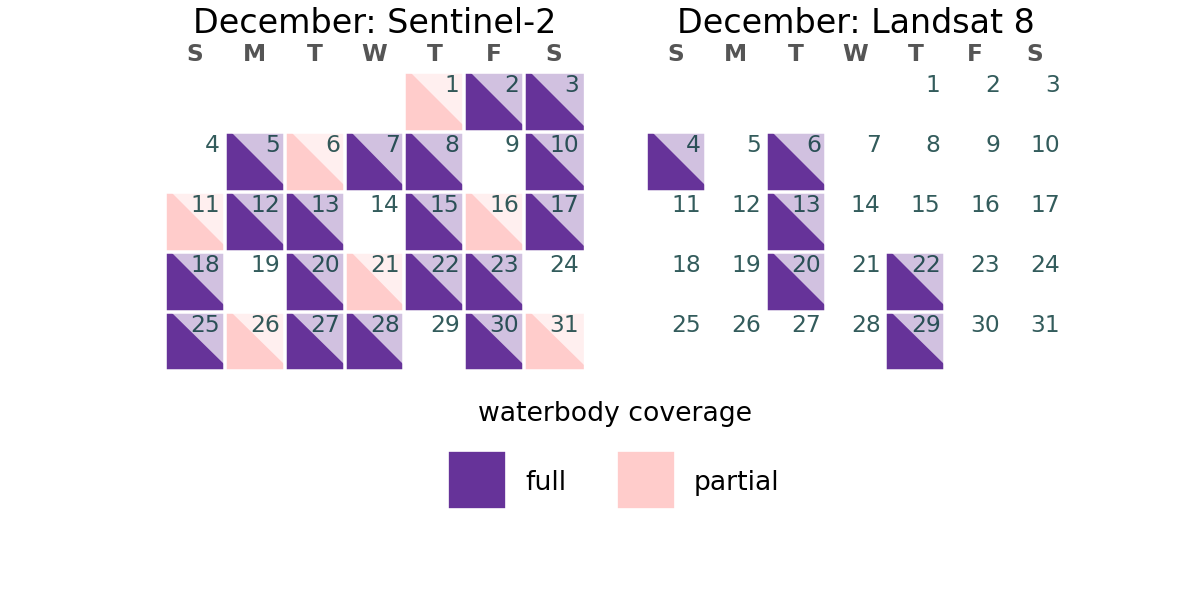 December: Sentinel-2
S M T W T F S
1 2 3
4 5 6 7 8 9 10
11 12 13 14 15 16 17
18 19 20 21 22 23 24
25 26 27 28 29 30 31
December: Landsat 8
S M T W T F S
1 2 3
4 5 6 7 8 9 10
11 12 13 14 15 16 17
18 19 20 21 22 23 24
25 26 27 28 29 30 31
waterbody coverage
full
partial